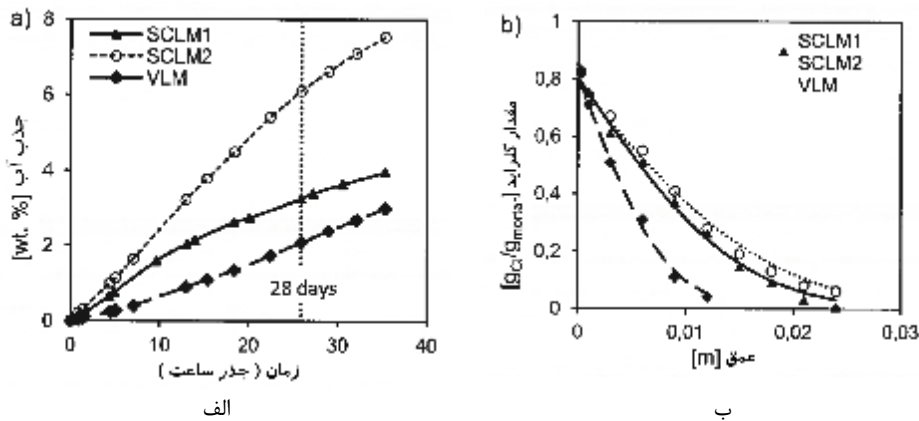 a)
SCLM1
SCLM2
VLM
جذب آب [wt. %]
8
6
4
2
0
28 days
0 10 20 30 40
زمان ( جذر ساعت )
الف
b)
SCLM1
SCLM2
VLM
مقدار کلراید [gCl/gmortar]
1
0,8
0,6
0,4
0,2
0
0 0,01 0,02 0,03
عمق [m]
ب